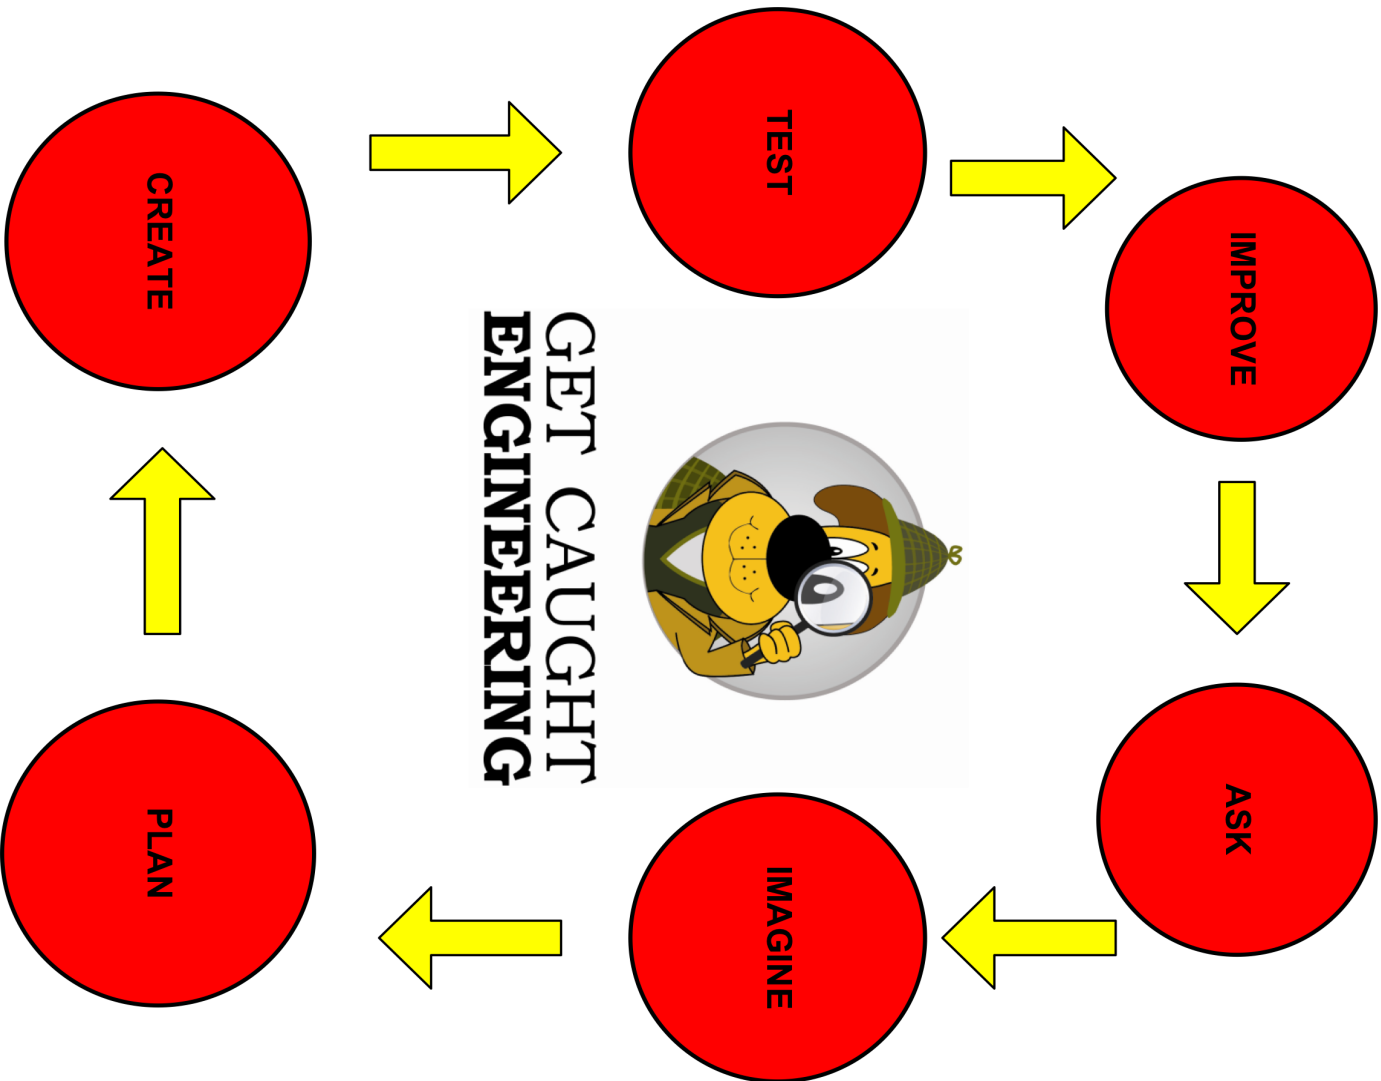 IMPROVE
ASK
TEST
IMAGINE
GET CAUGHT
ENGINEERING
CREATE
PLAN